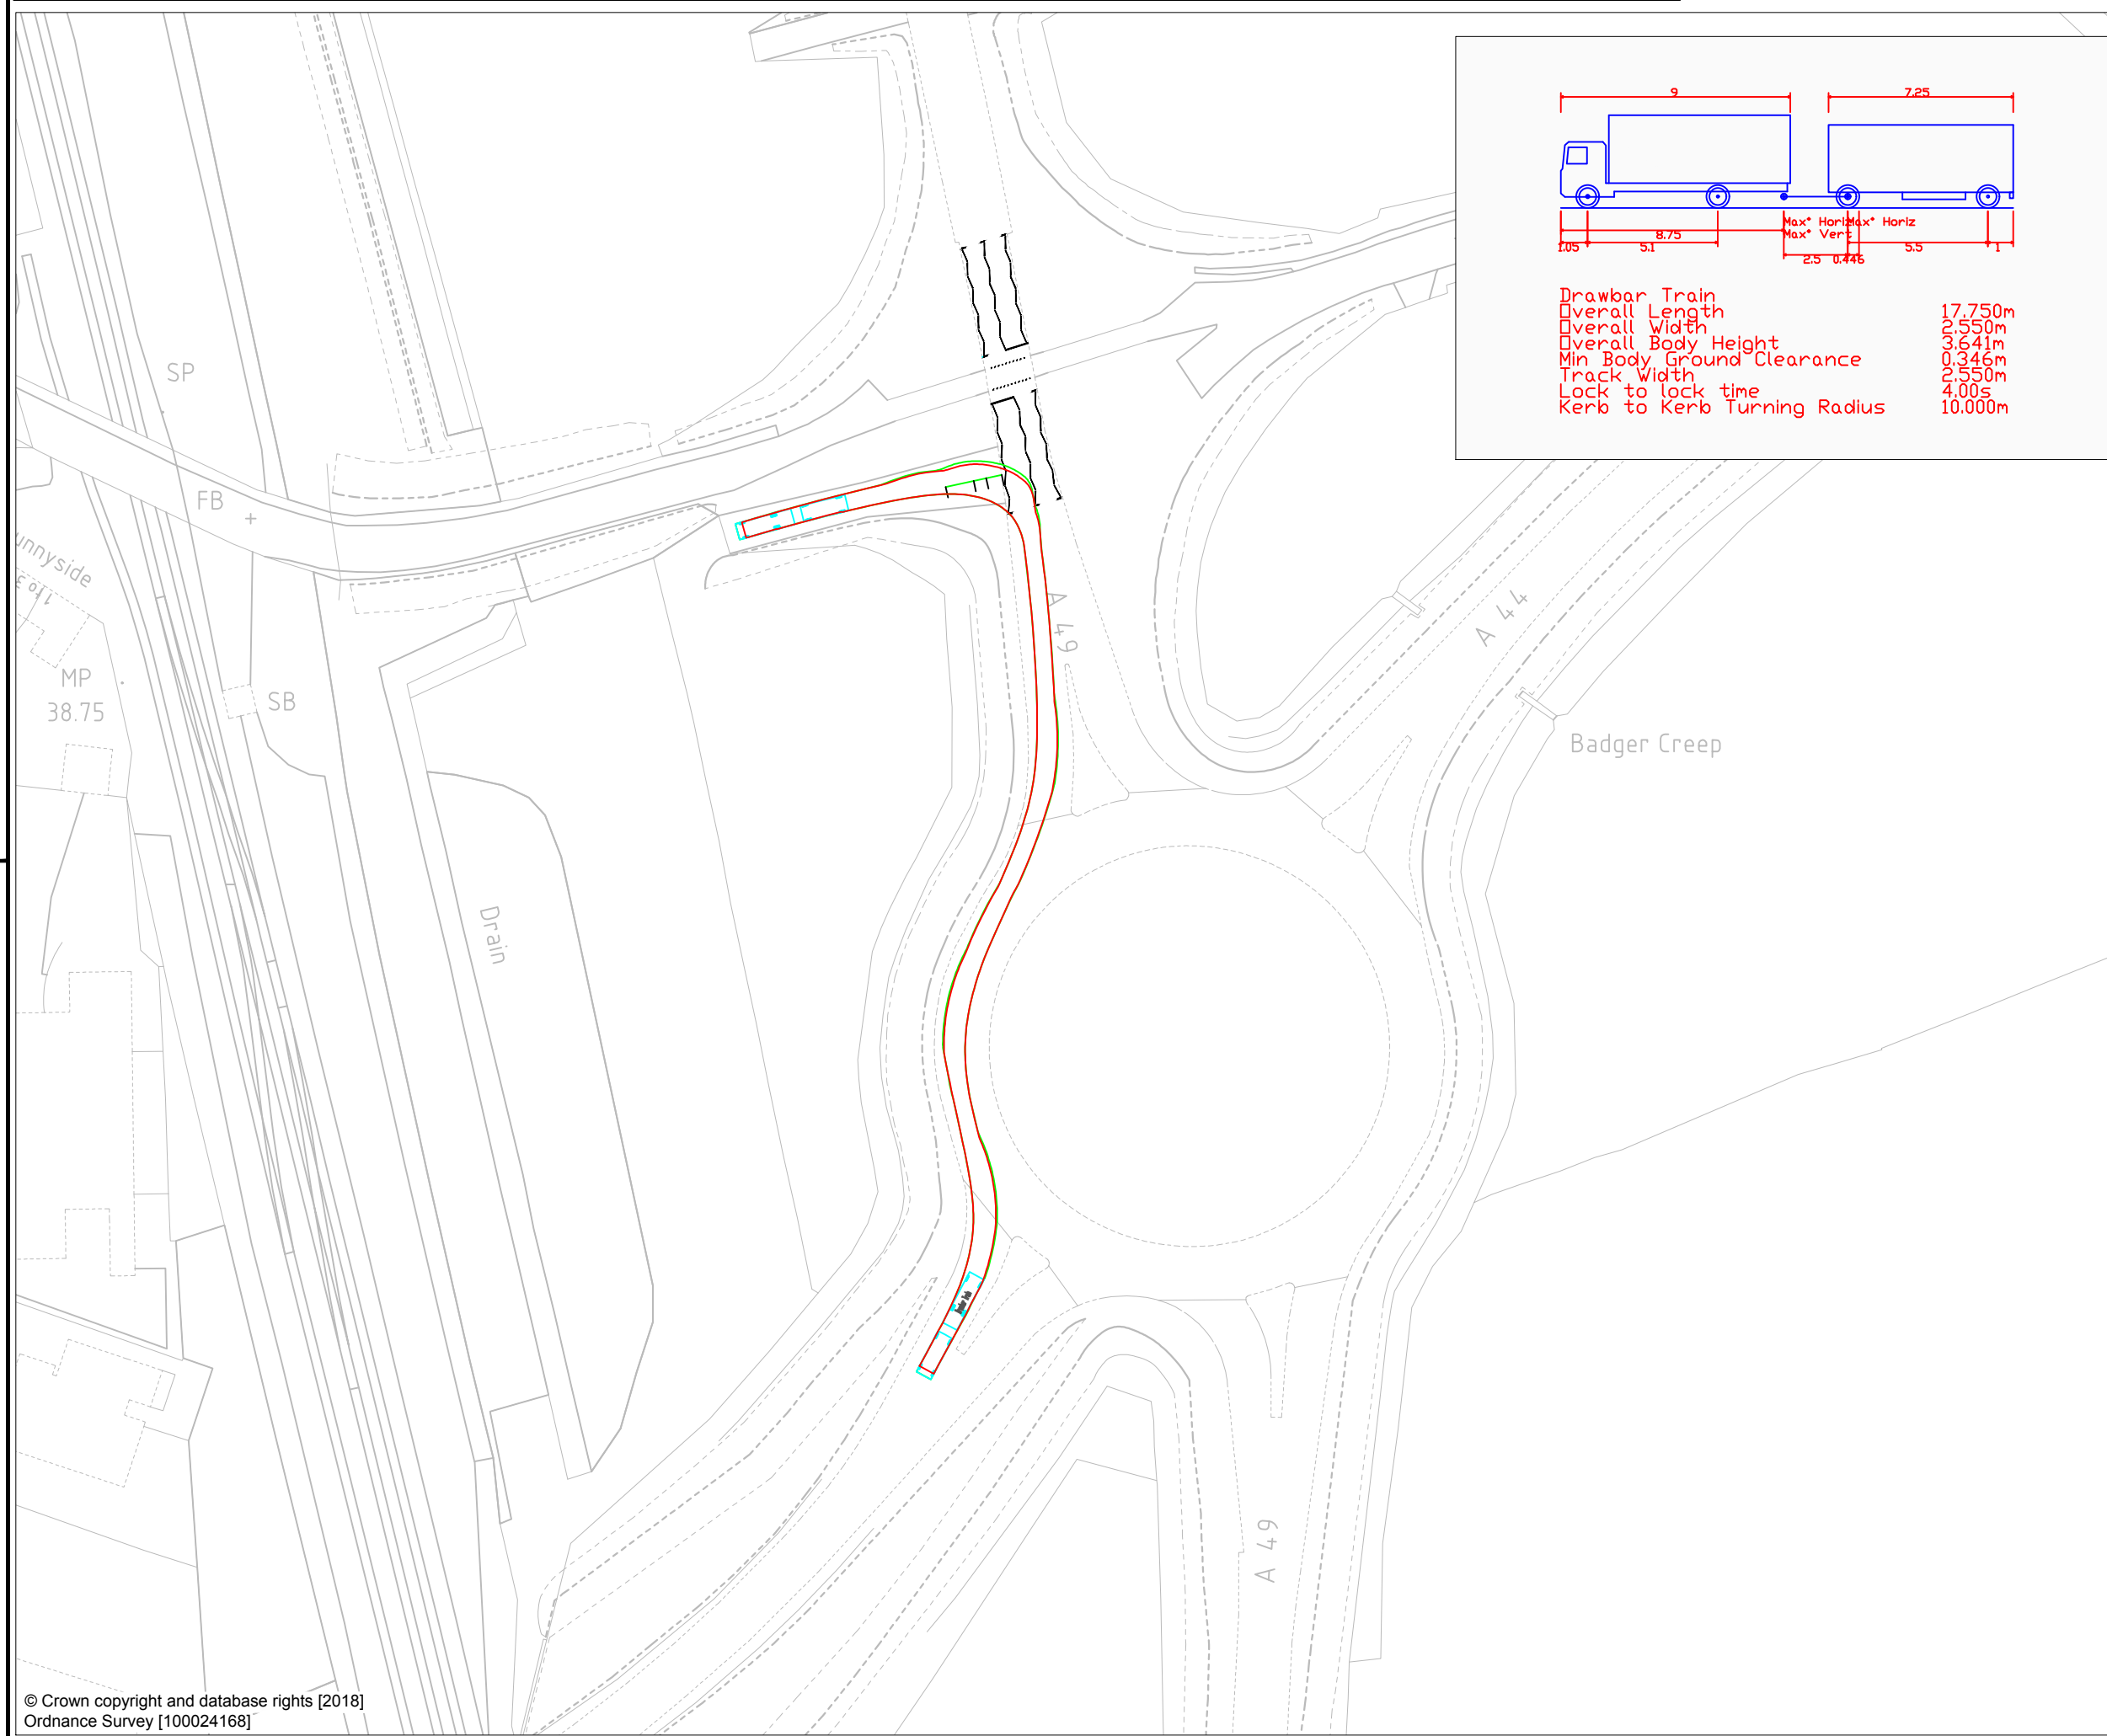 9
7.25
Max° Horiz
Max° Horiz
Max° Vert
8.75
1.05
5.1
5.5
1
2.5
0.446
Drawbar Train
Overall Length 17.750m
Overall Width 2.550m
Overall Body Height 3.641m
Min Body Ground Clearance 0.346m
Track Width 2.550m
Lock to lock time 4.00s
Kerb to Kerb Turning Radius 10.000m
SP
FB
unnyside
1 to 3
MP
38.75
SB
A 49
A 44
Badger Creep
Drain
A 49
© Crown copyright and database rights [2018]
Ordnance Survey [100024168]